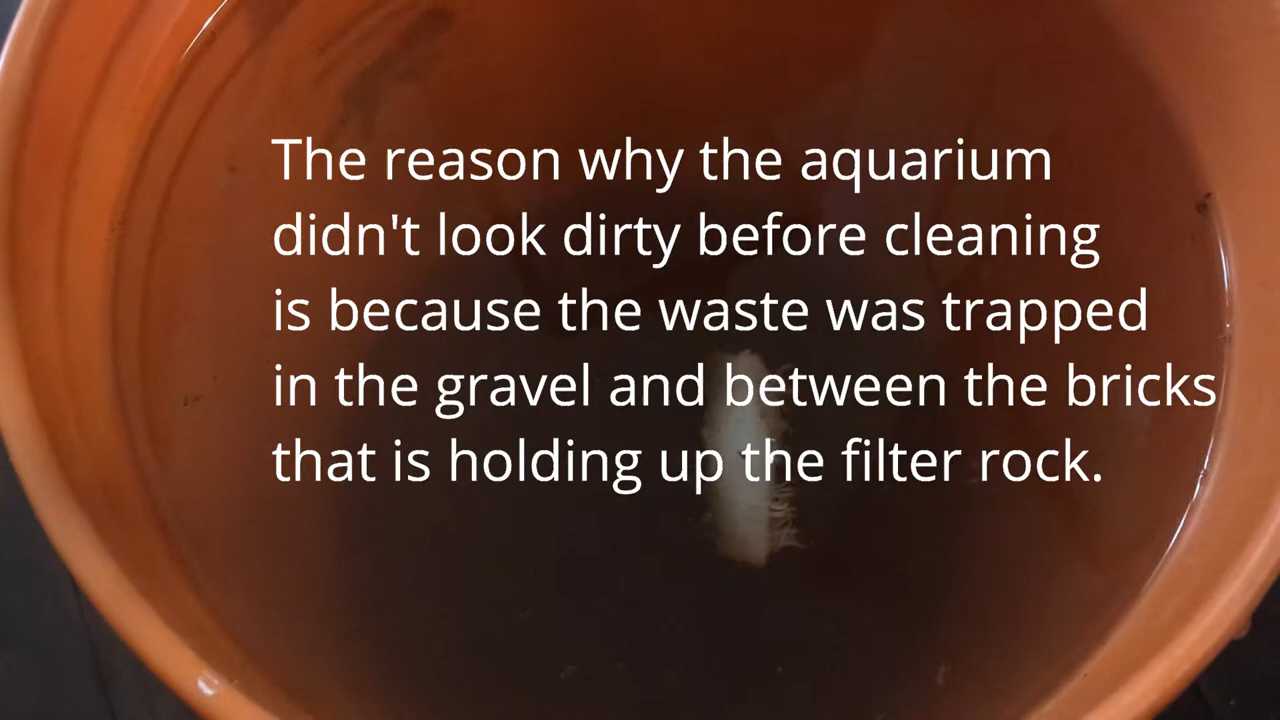 The reason why the aquarium
didn't look dirty before cleaning
is because the waste was trapped
in the gravel and between the bricks
that is holding up the filter rock.